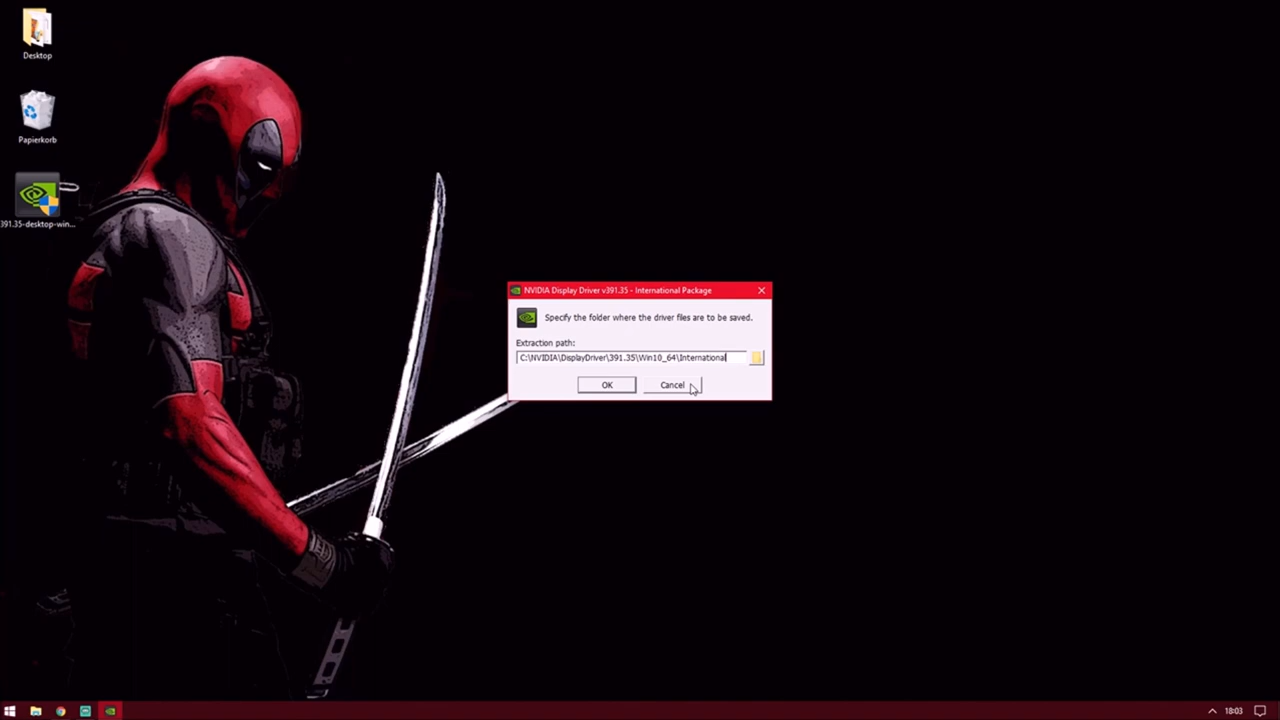 Desktop
Papierkorb
391.35-desktop-win...
NVIDIA Display Driver v391.35 - International Package
Specify the folder where the driver files are to be saved.
Extraction path:
C:\NVIDIA\DisplayDriver\391.35\Win10_64\International
OK
Cancel
18:03